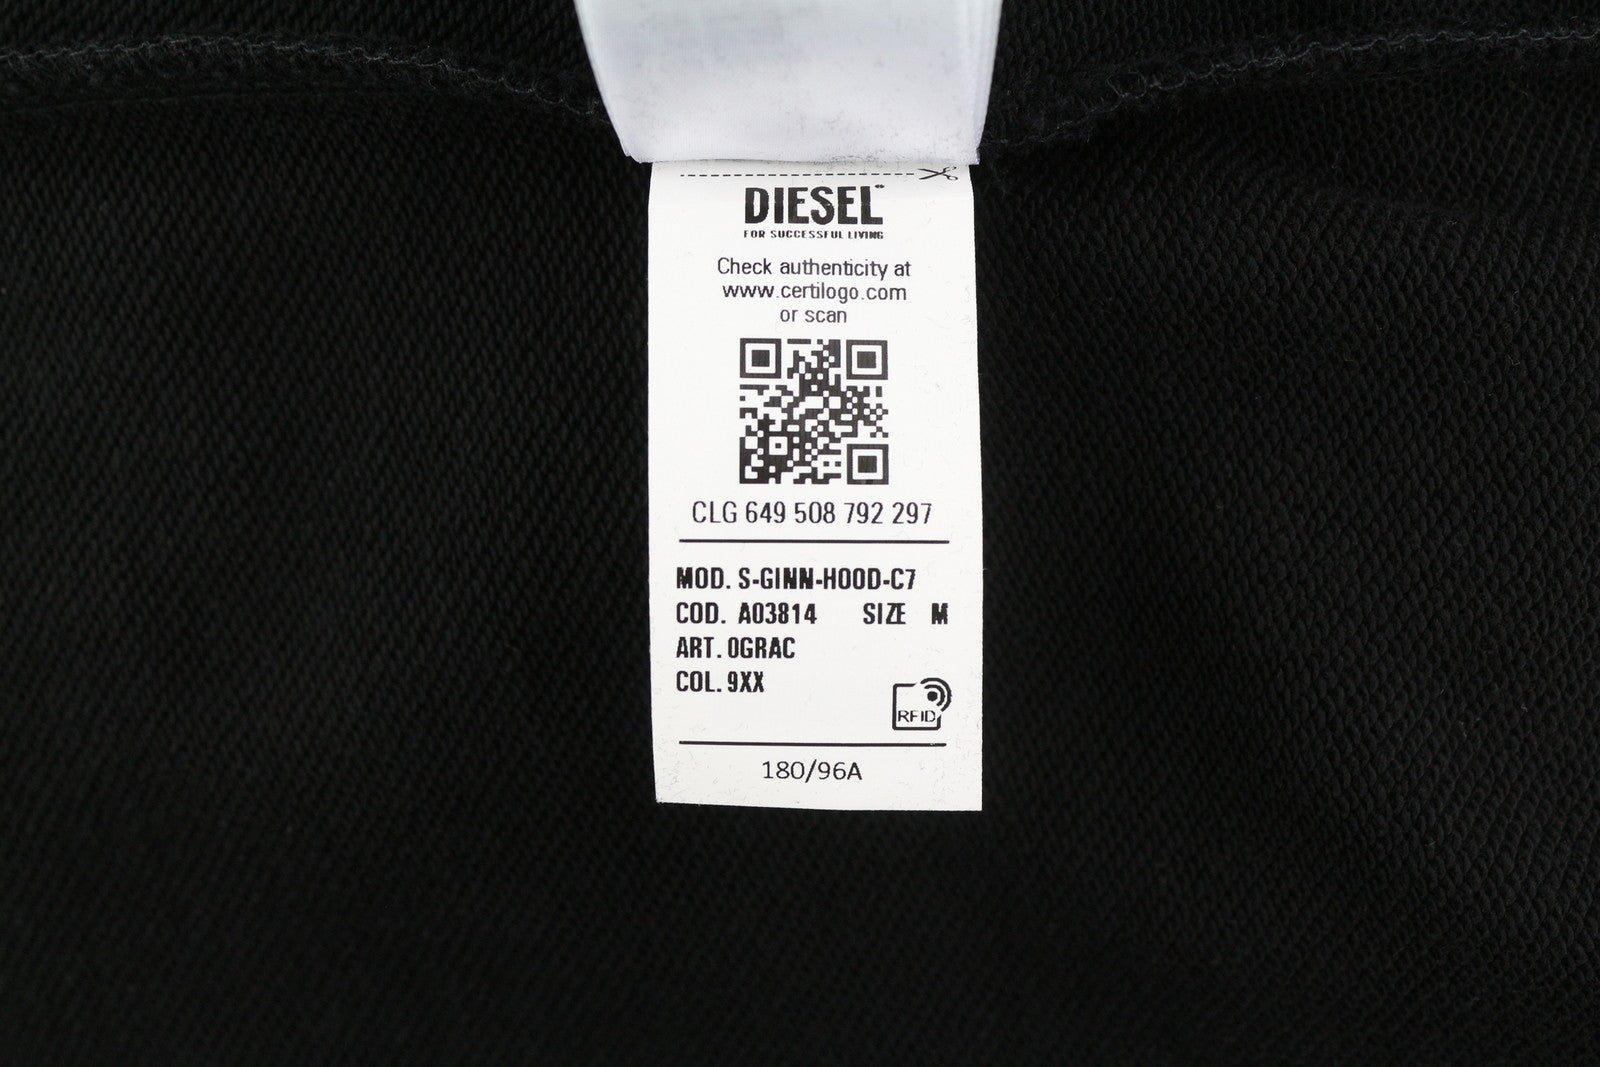 DIESEL
FOR SUCCESSFUL LIVING
Check authenticity at
www.certilogo.com
or scan
CLG 649 508 792 297
MOD. S-GINN-HOOD-C7
COD. A03814 SIZE M
ART. 0GRAC
COL. 9XX
RFID
180/96A